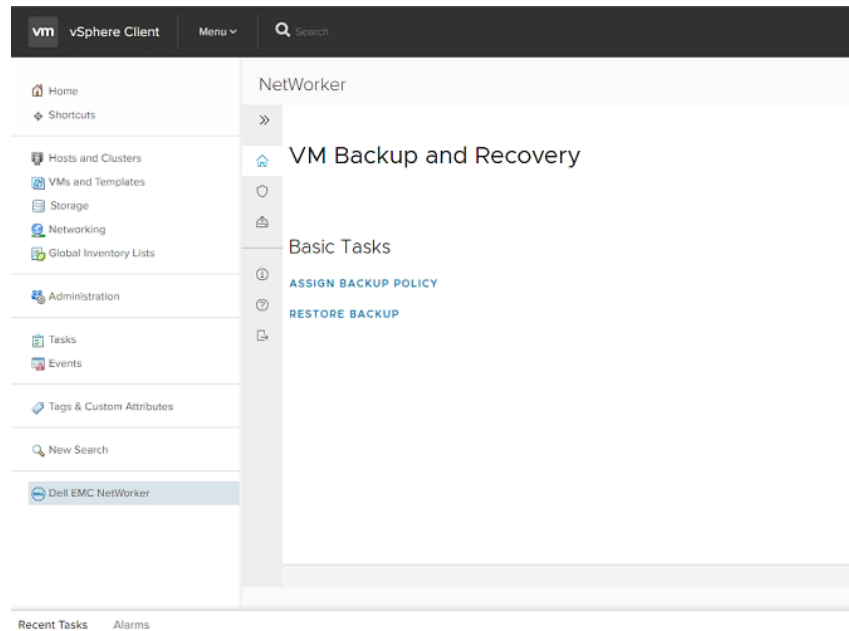 vm vSphere Client Menu Search
Home
Shortcuts
Hosts and Clusters
VMs and Templates
Storage
Networking
Global Inventory Lists
Administration
Tasks
Events
Tags & Custom Attributes
New Search
Dell EMC NetWorker
NetWorker
VM Backup and Recovery
Basic Tasks
ASSIGN BACKUP POLICY
RESTORE BACKUP
Recent Tasks Alarms